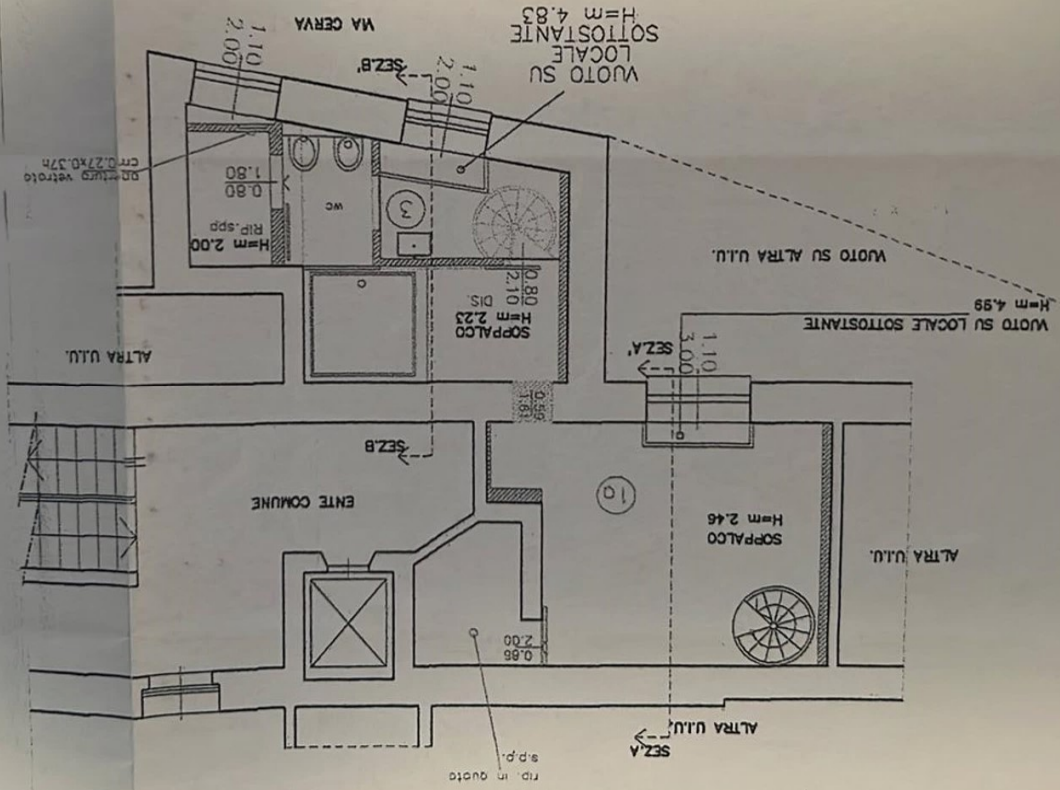 rip. in quota
s.p.p.
SEZ.A
ALTRA U.I.U.
0.86
2.00
ALTRA U.I.U.
SOPPALCO
H=m 2.46
1a
ENTE COMUNE
SEZ.B
0.59
1.61
SEZ.A'
1.10
3.00
VUOTO SU LOCALE SOTTOSTANTE
H=m 4.99
ALTRA U.I.U.
SOPPALCO
H=m 2.23
DIS.
0.80
2.10
VUOTO SU ALTRA U.I.U.
H=m 2.00
RIP.spp
0.80
1.80
WC
3
apertura vetrata
cm 0.27x0.37h
VUOTO SU
LOCALE
SOTTOSTANTE
H=m 4.83
1.10
2.00
SEZ.B'
1.10
2.00
VIA CERVA